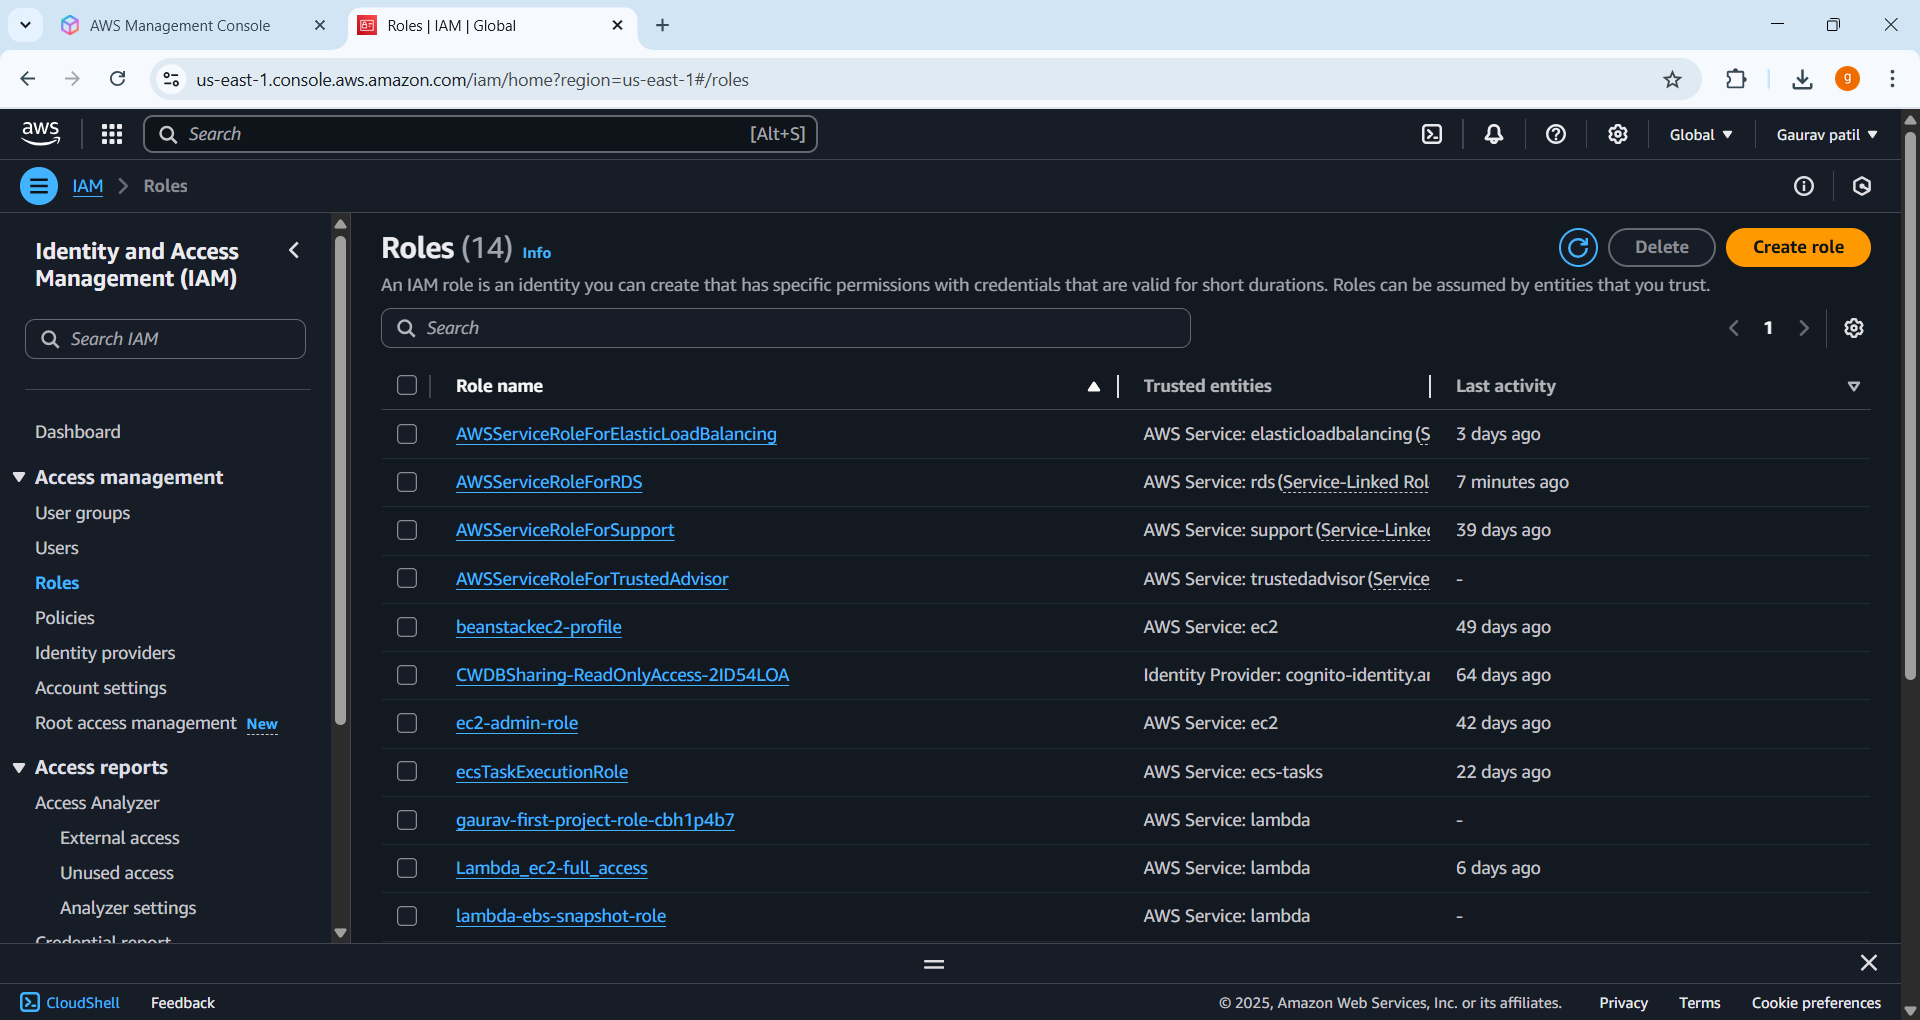 AWS Management Console
Roles | IAM | Global
us-east-1.console.aws.amazon.com/iam/home?region=us-east-1#/roles
g
aws
Search
[Alt+S]
Global
Gaurav patil
IAM
Roles
Identity and Access
Management (IAM)
Search IAM
Dashboard
Access management
User groups
Users
Roles
Policies
Identity providers
Account settings
Root access management New
Access reports
Access Analyzer
External access
Unused access
Analyzer settings
Credential report
Roles (14) Info
Delete
Create role
An IAM role is an identity you can create that has specific permissions with credentials that are valid for short durations. Roles can be assumed by entities that you trust.
Search
1
Role name Trusted entities Last activity
AWSServiceRoleForElasticLoadBalancing AWS Service: elasticloadbalancing (S 3 days ago
AWSServiceRoleForRDS AWS Service: rds (Service-Linked Rol 7 minutes ago
AWSServiceRoleForSupport AWS Service: support (Service-Linked 39 days ago
AWSServiceRoleForTrustedAdvisor AWS Service: trustedadvisor (Service -
beanstackec2-profile AWS Service: ec2 49 days ago
CWDBSharing-ReadOnlyAccess-2ID54LOA Identity Provider: cognito-identity.a 64 days ago
ec2-admin-role AWS Service: ec2 42 days ago
ecsTaskExecutionRole AWS Service: ecs-tasks 22 days ago
gaurav-first-project-role-cbh1p4b7 AWS Service: lambda -
Lambda_ec2-full_access AWS Service: lambda 6 days ago
lambda-ebs-snapshot-role AWS Service: lambda -
CloudShell
Feedback
© 2025, Amazon Web Services, Inc. or its affiliates.
Privacy
Terms
Cookie preferences